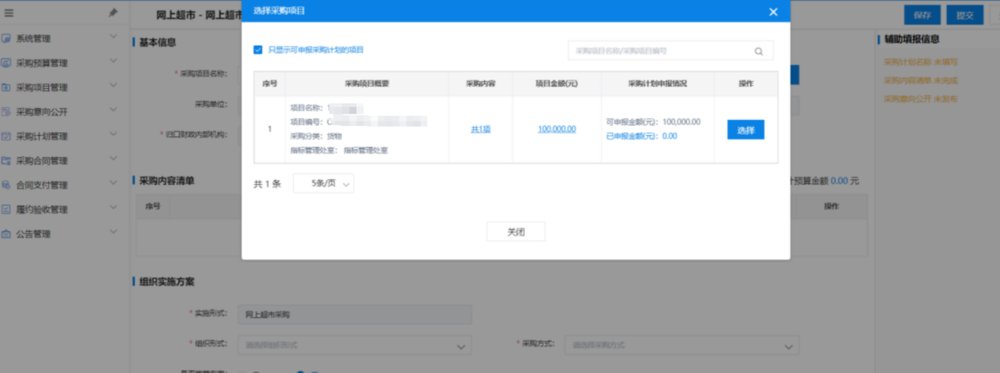 选择采购项目
网上超市 - 网上超市
保存
提交
系统管理
采购预算管理
采购项目管理
采购意向公开
采购计划管理
采购合同管理
合同支付管理
履约验收管理
公告管理
基本信息
* 采购项目名称:
采购单位:
* 归口财政内部机构:
只显示可申报采购计划的项目
采购项目名称/采购项目编号
序号 采购项目概要 采购内容 项目金额(元) 采购计划申报情况 操作
1
项目名称:
项目编号:
采购分类: 货物
指标管理处室: 指标管理处室
共1项
100,000.00
可申报金额(元): 100,000.00
已申报金额(元): 0.00
选择
共 1 条
5条/页
关闭
辅助填报信息
采购计划名称 未填写
采购内容清单 未完成
采购意向公开 未发布
采购内容清单
预算金额 0.00 元
序号
操作
组织实施方案
* 实施形式: 网上超市采购
* 组织形式: 请选择组织形式
* 采购方式: 请选择采购方式